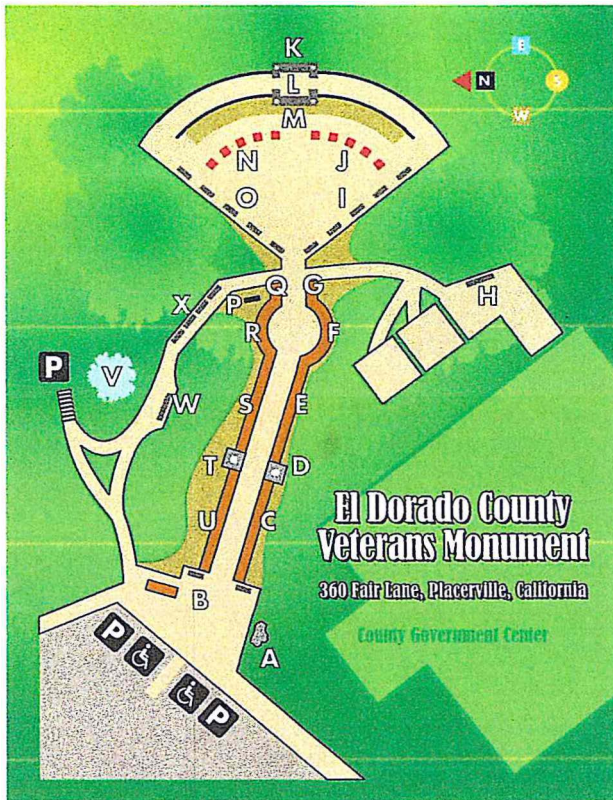 K
E
L
N
S
M
W
N
J
O
I
Q
G
X
P
H
R
F
P
V
W
S
E
T
D
U
C
El Dorado County
Veterans Monument
360 Fair Lane, Placerville, California
B
County Government Center
A
P
P